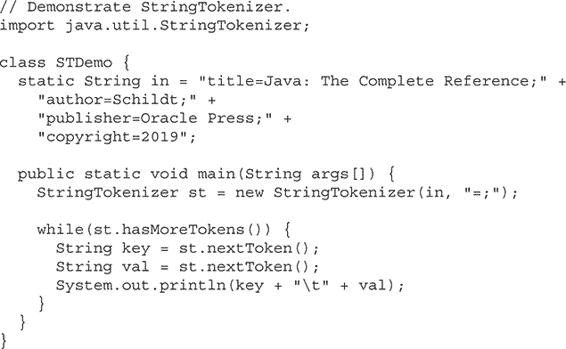 // Demonstrate StringTokenizer.
import java.util.StringTokenizer;

class STDemo {
  static String in = "title=Java: The Complete Reference;" +
    "author=Schildt;" +
    "publisher=Oracle Press;" +
    "copyright=2019";

  public static void main(String args[]) {
    StringTokenizer st = new StringTokenizer(in, "=;");

    while(st.hasMoreTokens()) {
      String key = st.nextToken();
      String val = st.nextToken();
      System.out.println(key + "\t" + val);
    }
  }
}